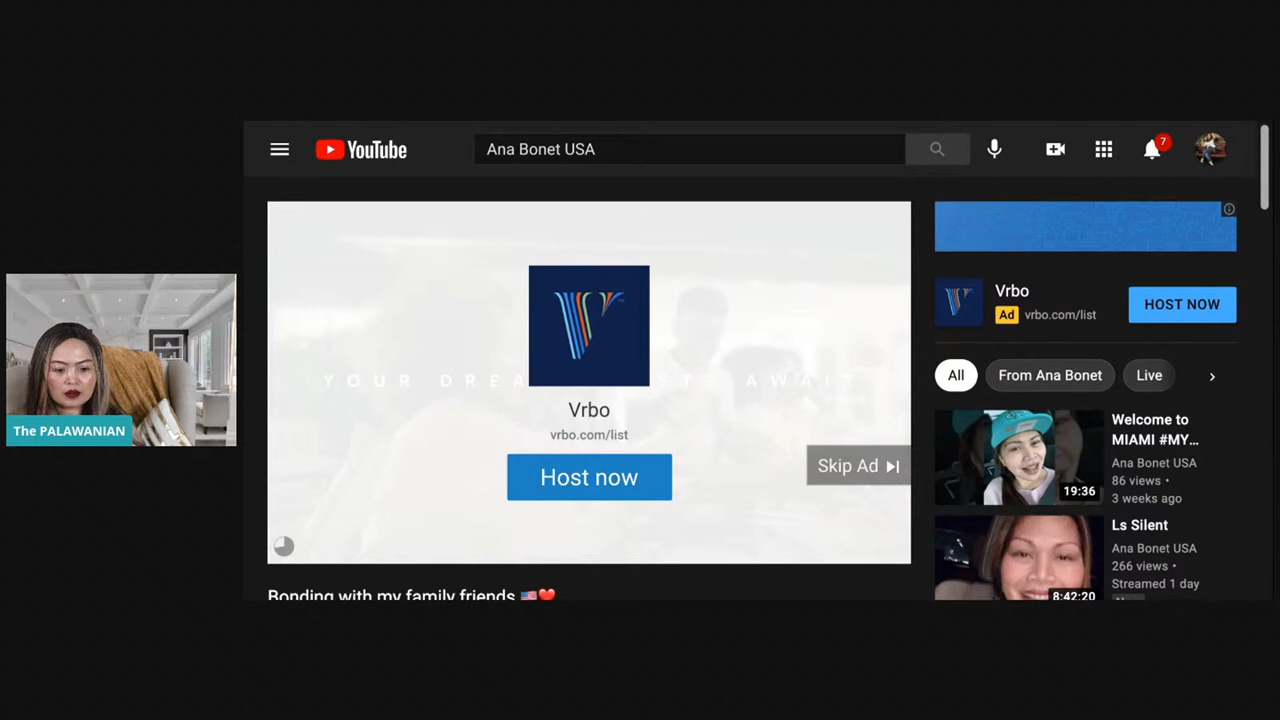 YouTube
Ana Bonet USA
7
YOUR DREA
AWAIT
Vrbo
vrbo.com/list
Host now
Skip Ad
Bonding with my family friends
The PALAWANIAN
Vrbo
Ad vrbo.com/list
HOST NOW
All
From Ana Bonet
Live
Welcome to
MIAMI #MY...
Ana Bonet USA
86 views •
3 weeks ago
19:36
Ls Silent
Ana Bonet USA
266 views •
Streamed 1 day
8:42:20